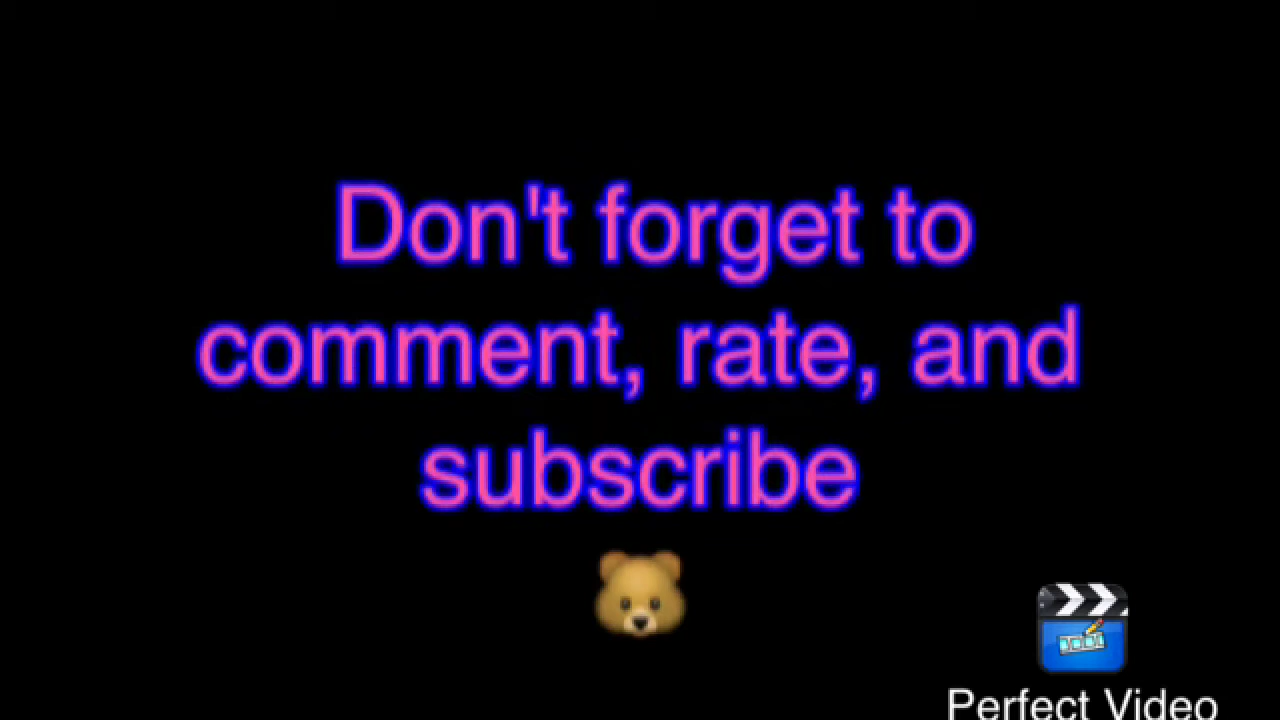 Don't forget to
comment, rate, and
subscribe
🐻
Perfect Video